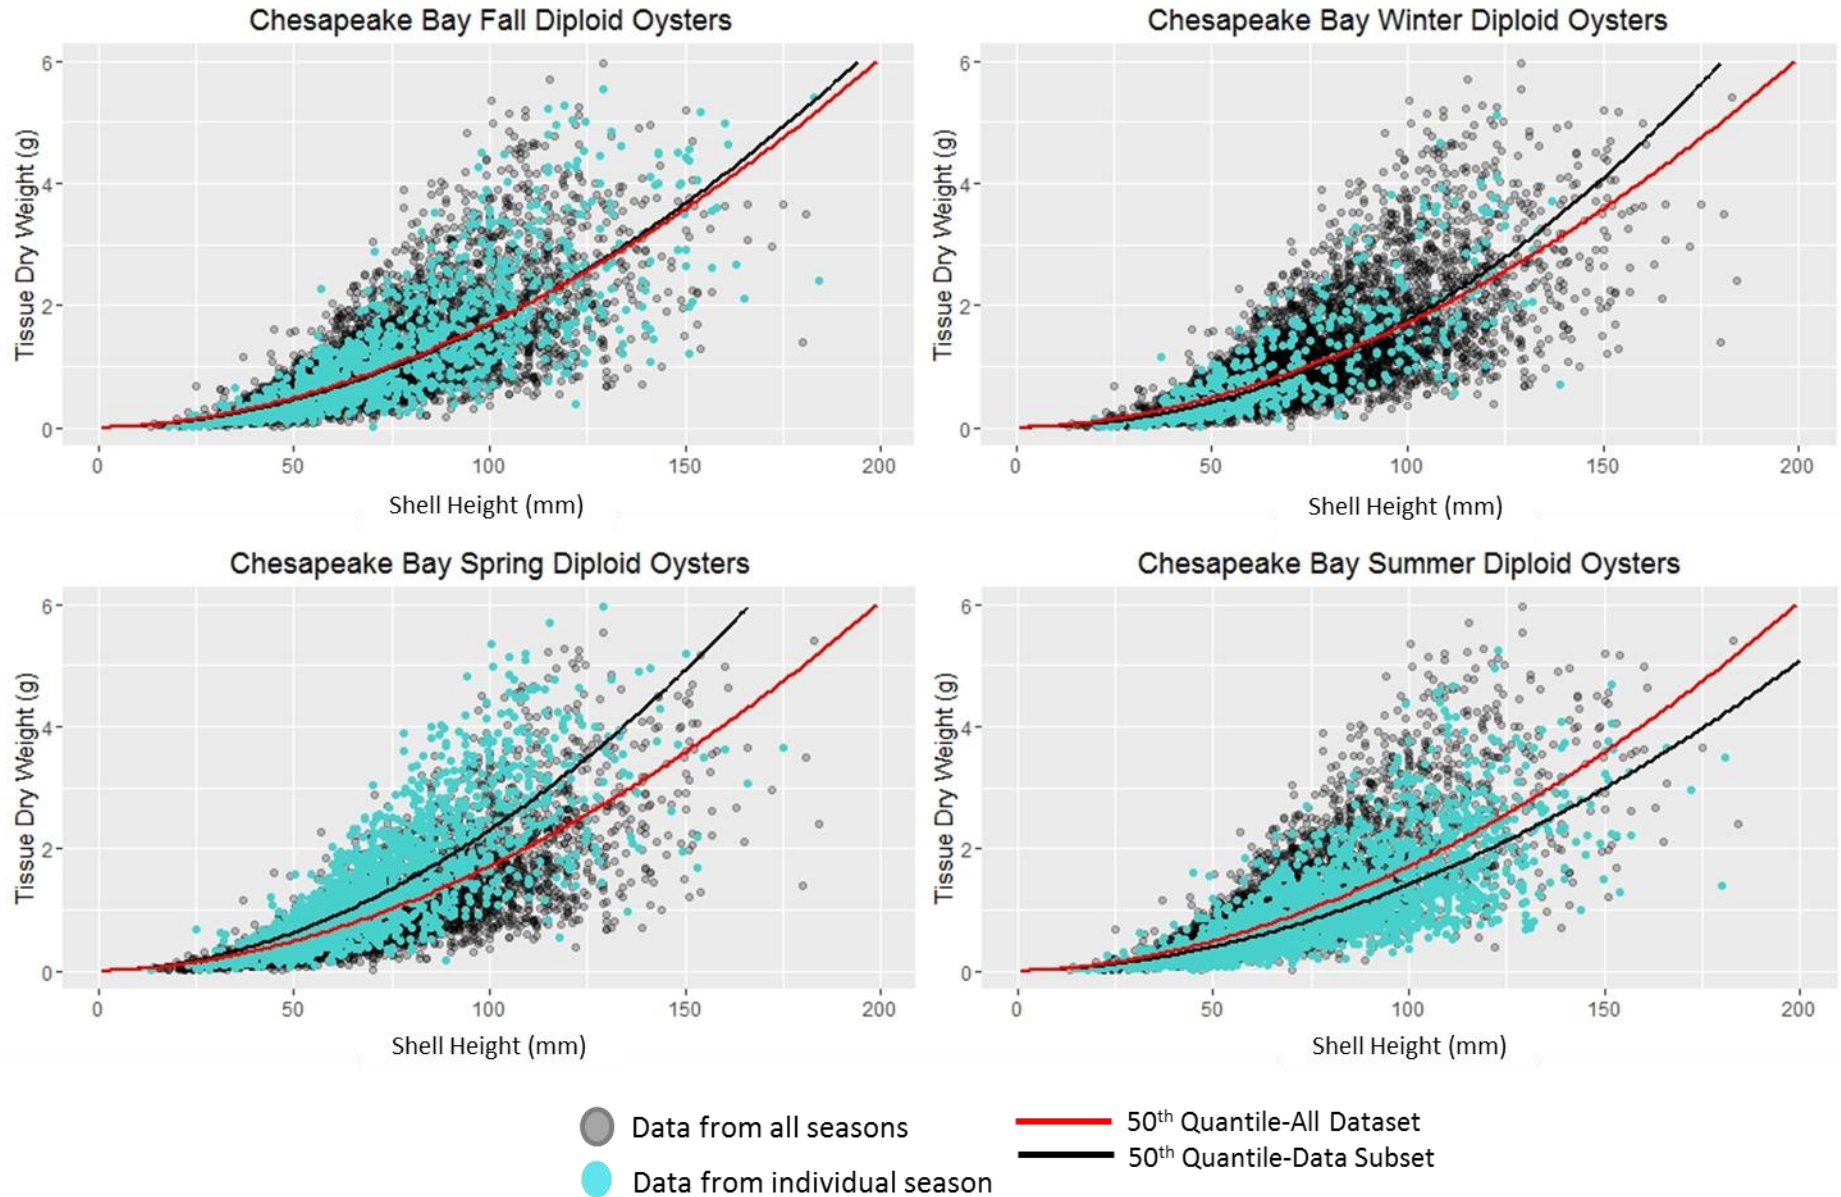 Chesapeake Bay Fall Diploid Oysters
Tissue Dry Weight (g)
6
4
2
0
0 50 100 150 200
Shell Height (mm)
Chesapeake Bay Winter Diploid Oysters
Tissue Dry Weight (g)
6
4
2
0
0 50 100 150 200
Shell Height (mm)
Chesapeake Bay Spring Diploid Oysters
Tissue Dry Weight (g)
6
4
2
0
0 50 100 150 200
Shell Height (mm)
Chesapeake Bay Summer Diploid Oysters
Tissue Dry Weight (g)
6
4
2
0
0 50 100 150 200
Shell Height (mm)
Data from all seasons
Data from individual season
50th Quantile-All Dataset
50th Quantile-Data Subset